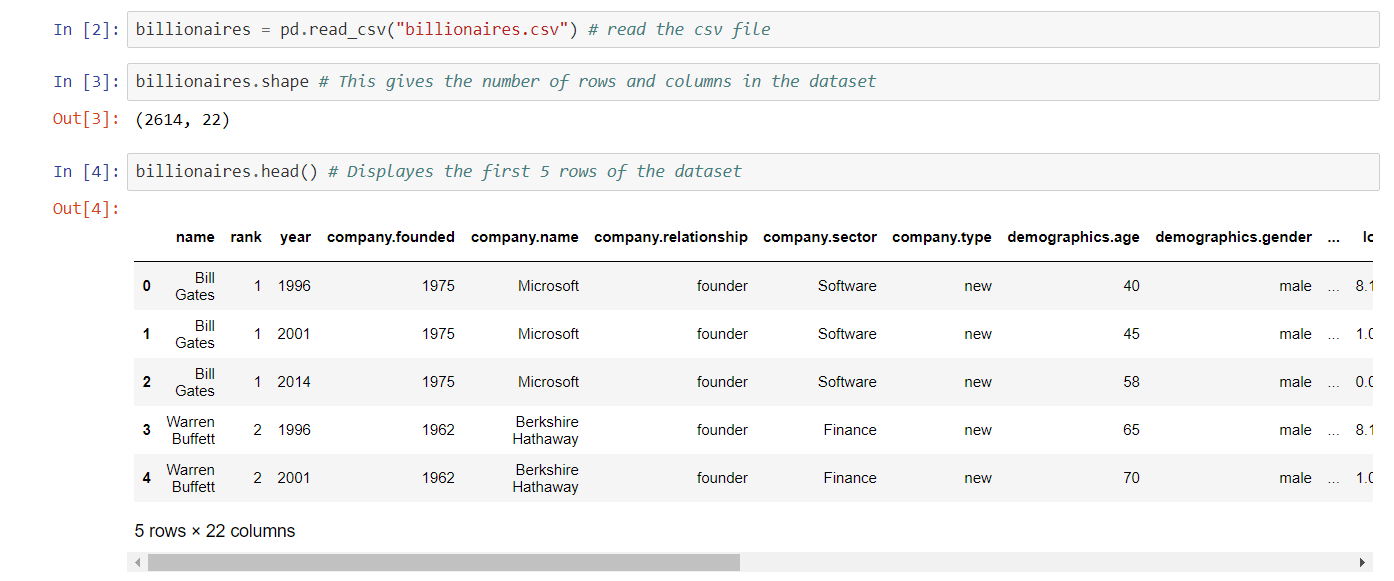 In [2]: billionaires = pd.read_csv("billionaires.csv") # read the csv file
In [3]: billionaires.shape # This gives the number of rows and columns in the dataset
Out[3]: (2614, 22)
In [4]: billionaires.head() # Displayes the first 5 rows of the dataset
Out[4]:
name rank year company.founded company.name company.relationship company.sector company.type demographics.age demographics.gender ...
0 Bill Gates 1 1996 1975 Microsoft founder Software new 40 male ... 8.1
1 Bill Gates 1 2001 1975 Microsoft founder Software new 45 male ... 1.0
2 Bill Gates 1 2014 1975 Microsoft founder Software new 58 male ... 0.0
3 Warren Buffett 2 1996 1962 Berkshire Hathaway founder Finance new 65 male ... 8.1
4 Warren Buffett 2 2001 1962 Berkshire Hathaway founder Finance new 70 male ... 1.0
5 rows × 22 columns